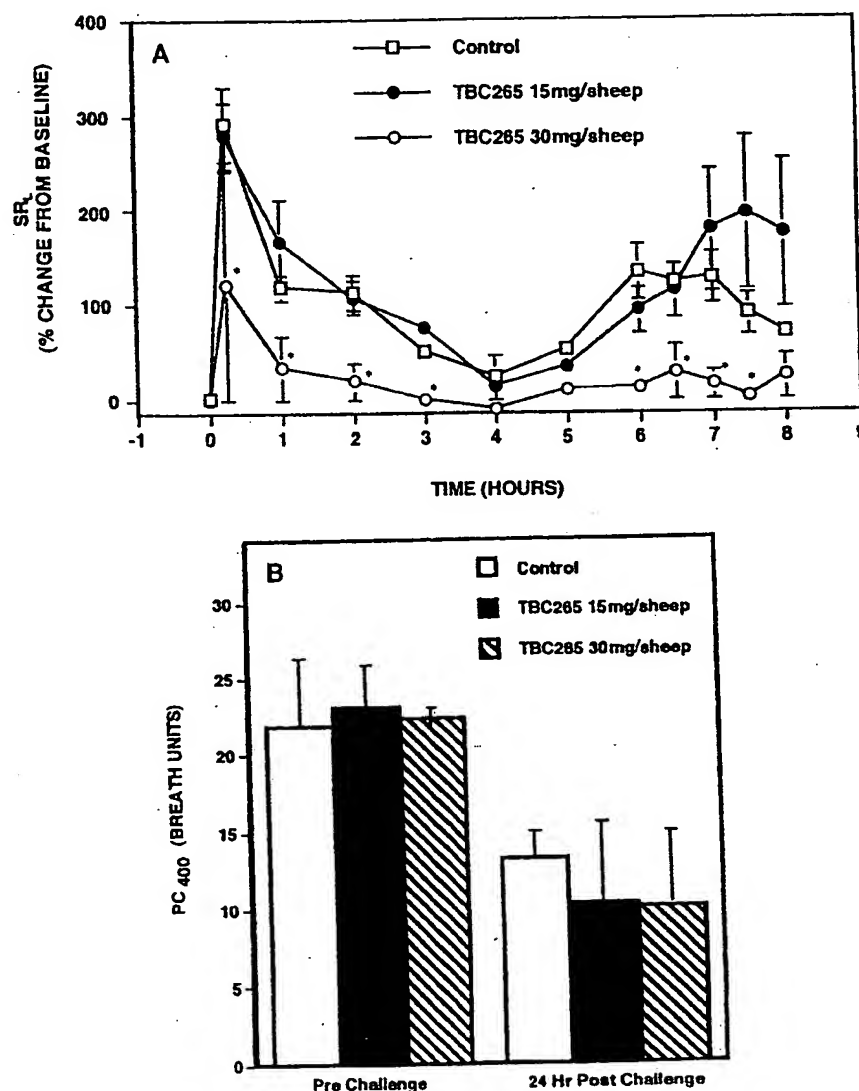 A
Control
TBC265 15mg/sheep
TBC265 30mg/sheep
SRL
(% CHANGE FROM BASELINE)
400
300
200
100
0
-1 0 1 2 3 4 5 6 7 8 9
TIME (HOURS)
B
Control
TBC265 15mg/sheep
TBC265 30mg/sheep
PC400 (BREATH UNITS)
30
25
20
15
10
5
0
Pre Challenge 24 Hr Post Challenge